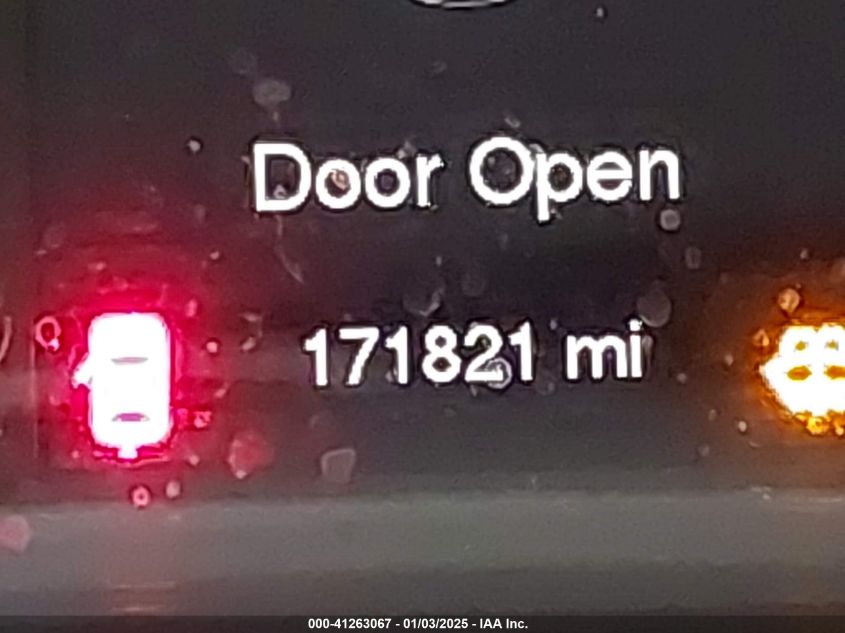 Door Open
171821 mi
000-41263067 - 01/03/2025 - IAA Inc.